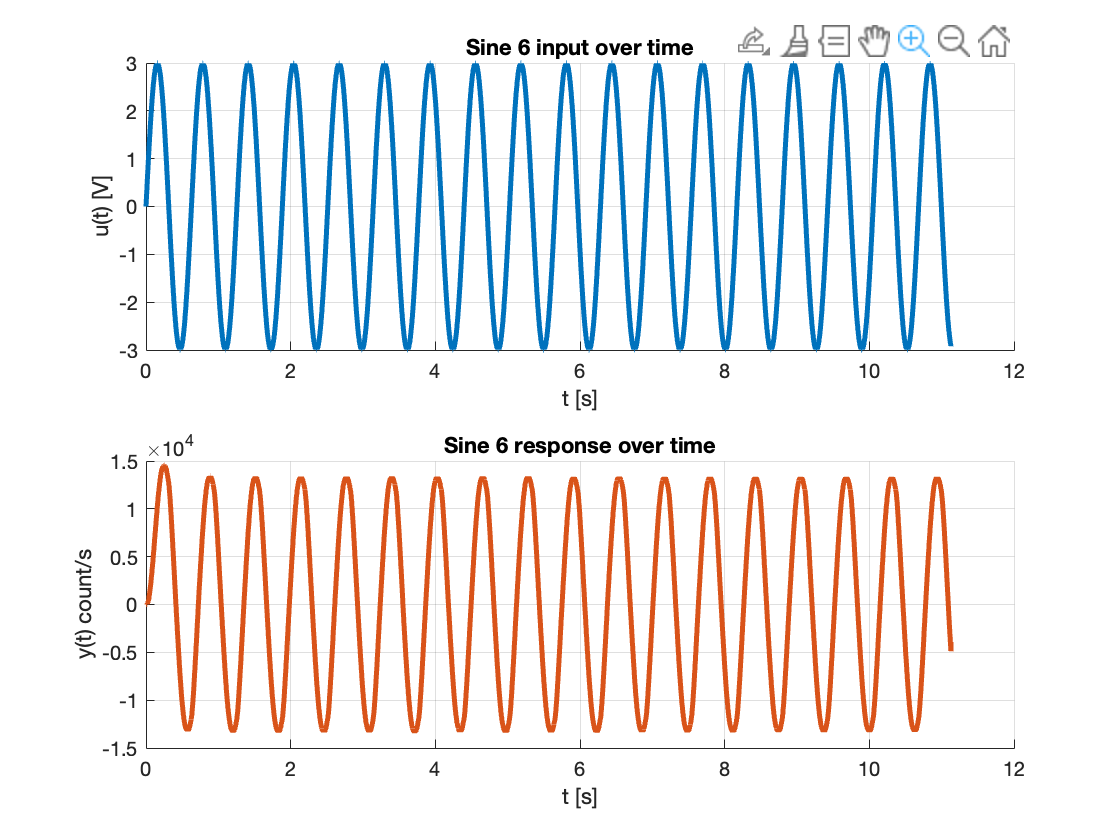 Sine 6 input over time
3
2
1
0
-1
-2
-3
u(t) [V]
0 2 4 6 8 10 12
t [s]
Sine 6 response over time
×10⁴
1.5
1
0.5
0
-0.5
-1
-1.5
y(t) count/s
0 2 4 6 8 10 12
t [s]